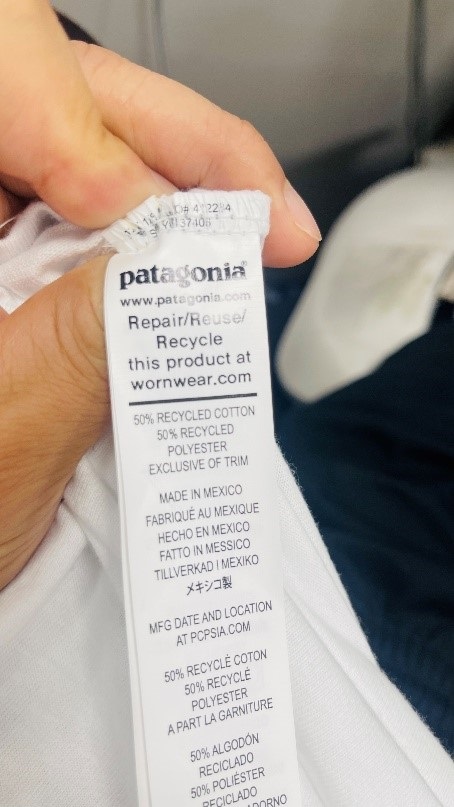 patagonia®
www.patagonia.com
Repair/Reuse/
Recycle
this product at
wornwear.com
50% RECYCLED COTTON
50% RECYCLED
POLYESTER
EXCLUSIVE OF TRIM
MADE IN MEXICO
FABRIQUÉ AU MEXIQUE
HECHO EN MEXICO
FATTO IN MESSICO
TILLVERKAD I MEXIKO
メキシコ製
MFG DATE AND LOCATION
AT PCPSIA.COM
50% RECYCLÉ COTON
50% RECYCLÉ
POLYESTER
A PART LA GARNITURE
50% ALGODÓN
RECICLADO
50% POLIÉSTER
RECICLADO
ADORNO